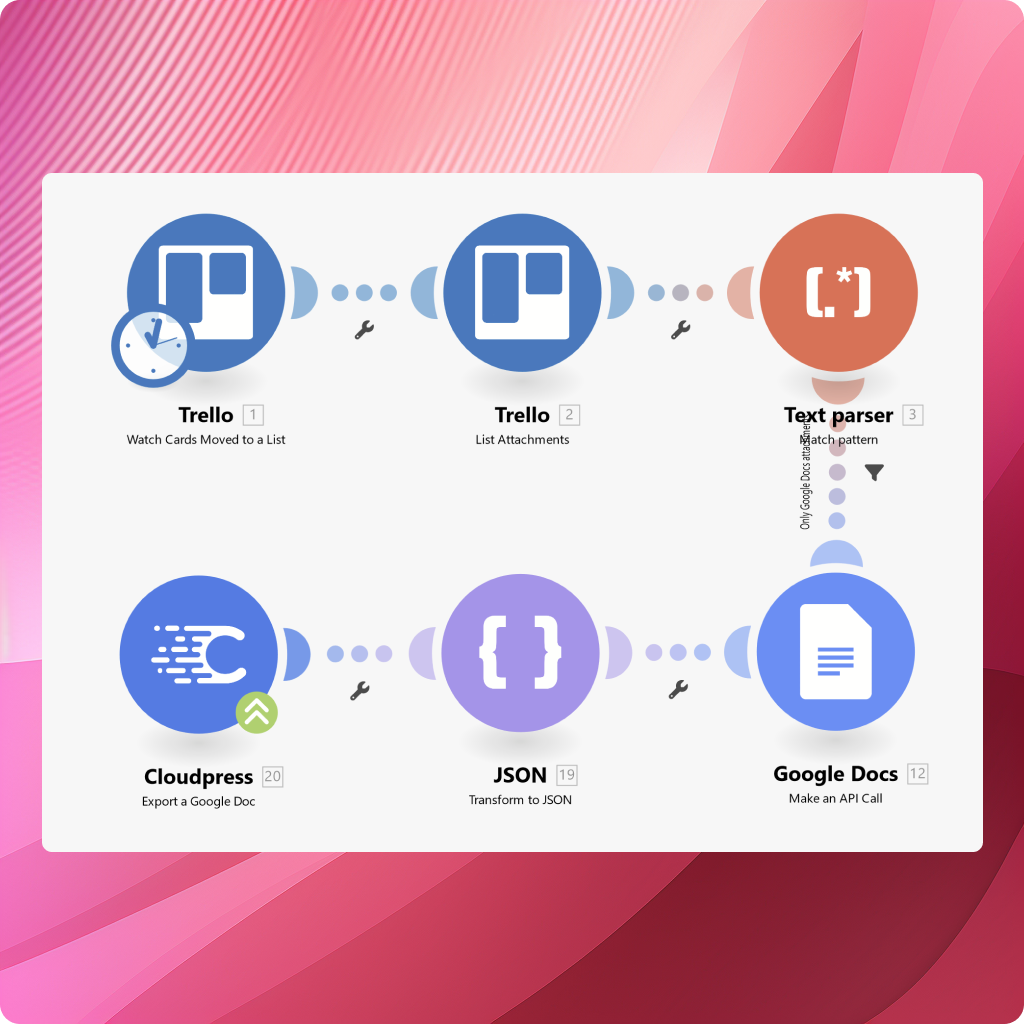 Trello 1
Watch Cards Moved to a List
Trello 2
List Attachments
[.*]
Text parser 3
Match pattern
Only Google Docs attachments
Cloudpress 20
Export a Google Doc
{ }
JSON 19
Transform to JSON
Google Docs 12
Make an API Call